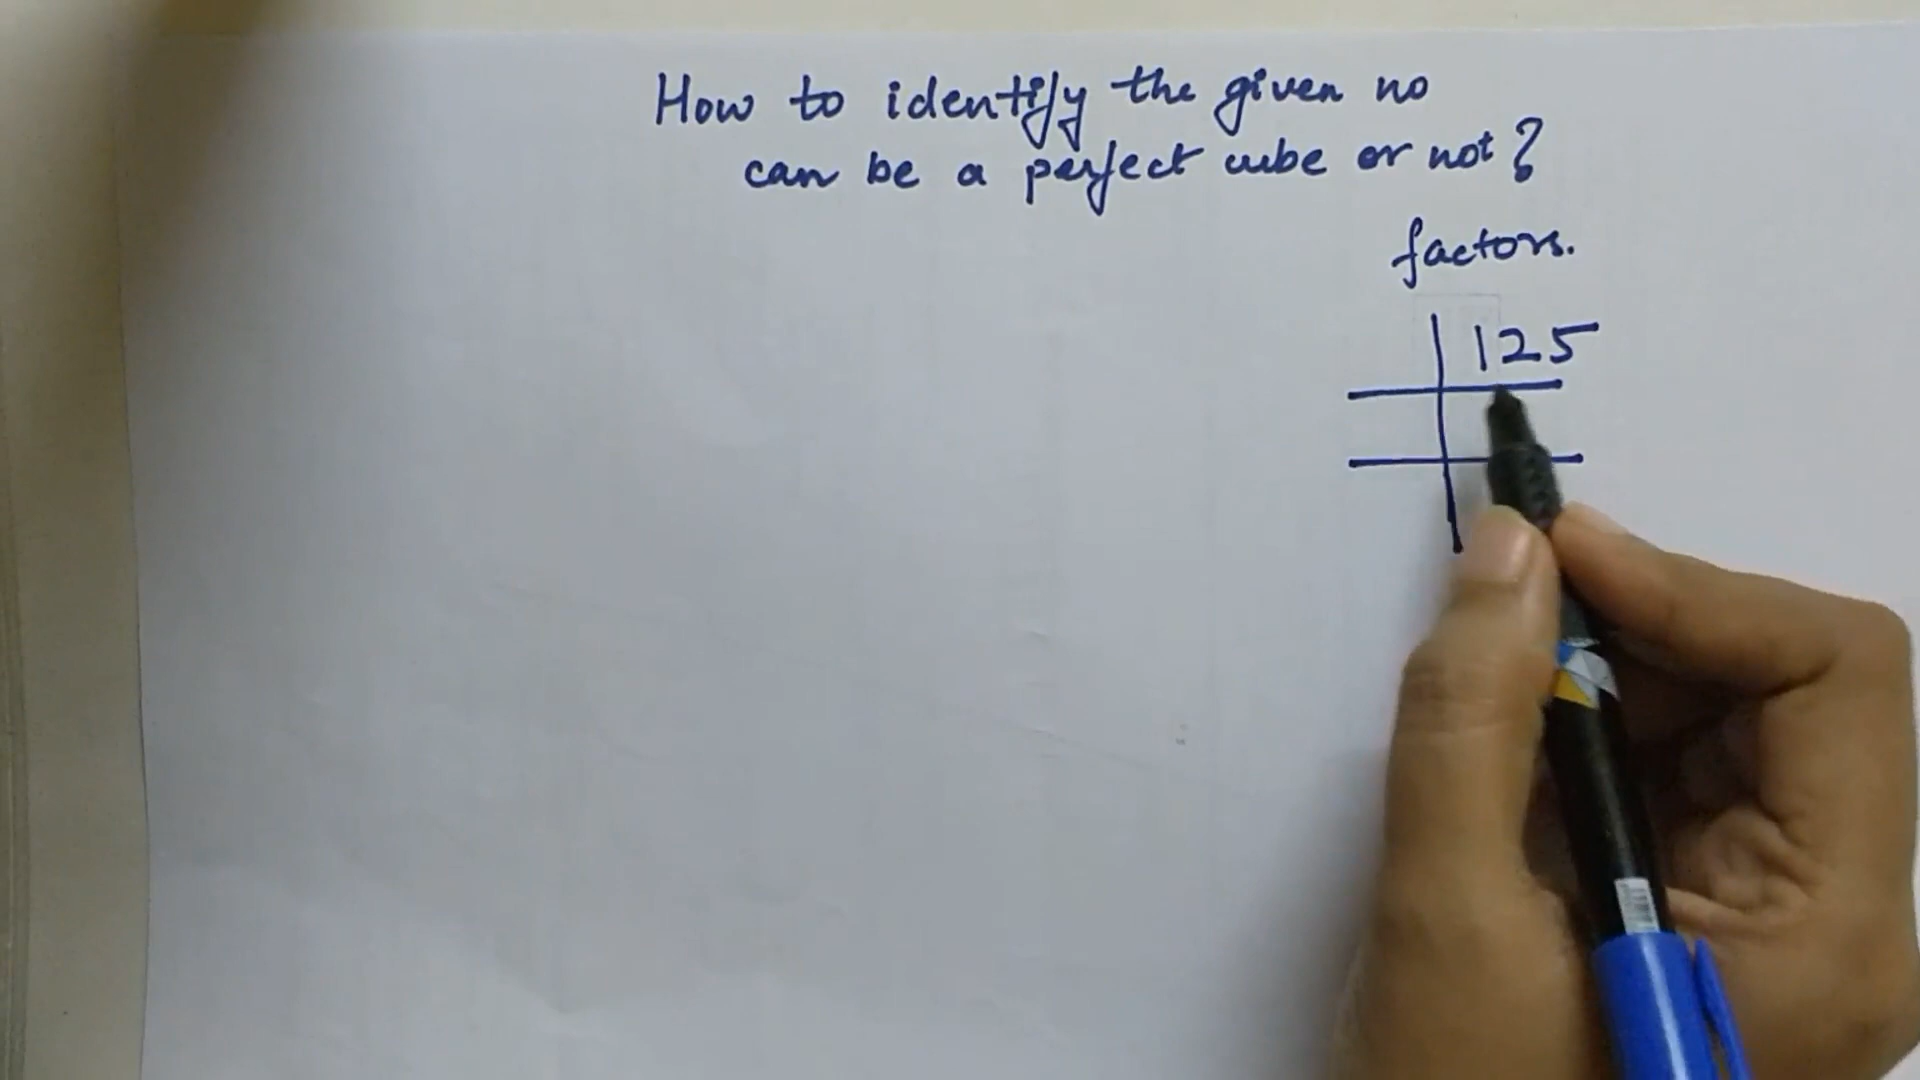 How to identify the given no
can be a perfect cube or not?
factors.
125